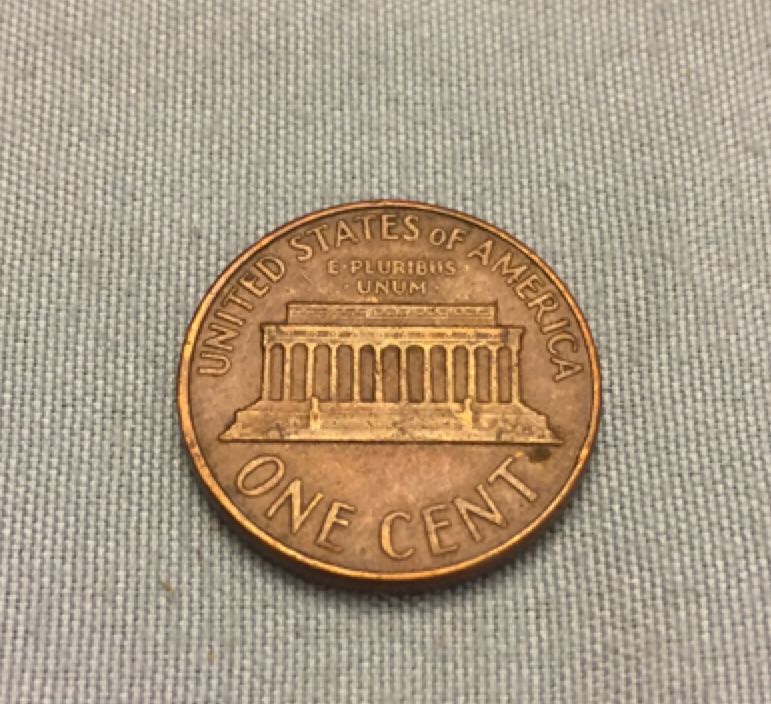 UNITED STATES OF AMERICA
E·PLURIBUS
·UNUM·
ONE CENT